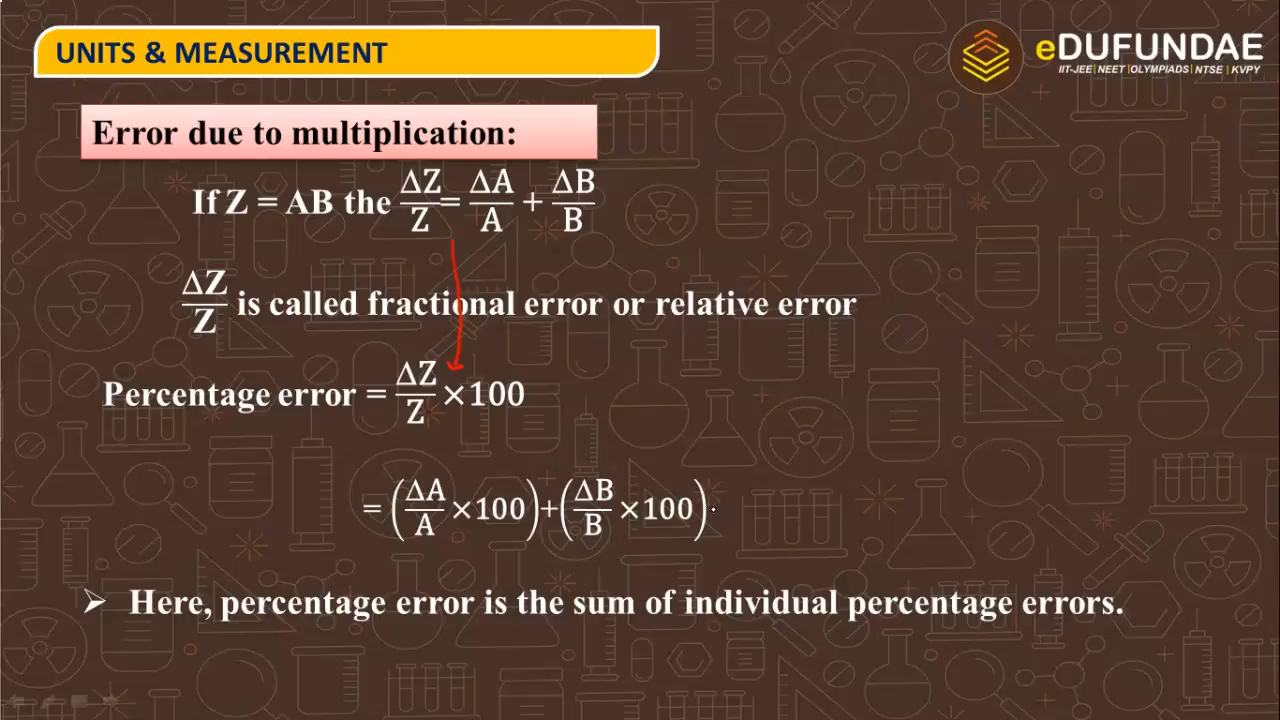 UNITS & MEASUREMENT
eDUFUNDAE
IIT-JEE|NEET|OLYMPIADS|NTSE|KVPY
Error due to multiplication:
If Z = AB the ΔZ/Z = ΔA/A + ΔB/B
ΔZ/Z is called fractional error or relative error
Percentage error = ΔZ/Z ×100
= (ΔA/A ×100)+(ΔB/B ×100)
➢ Here, percentage error is the sum of individual percentage errors.